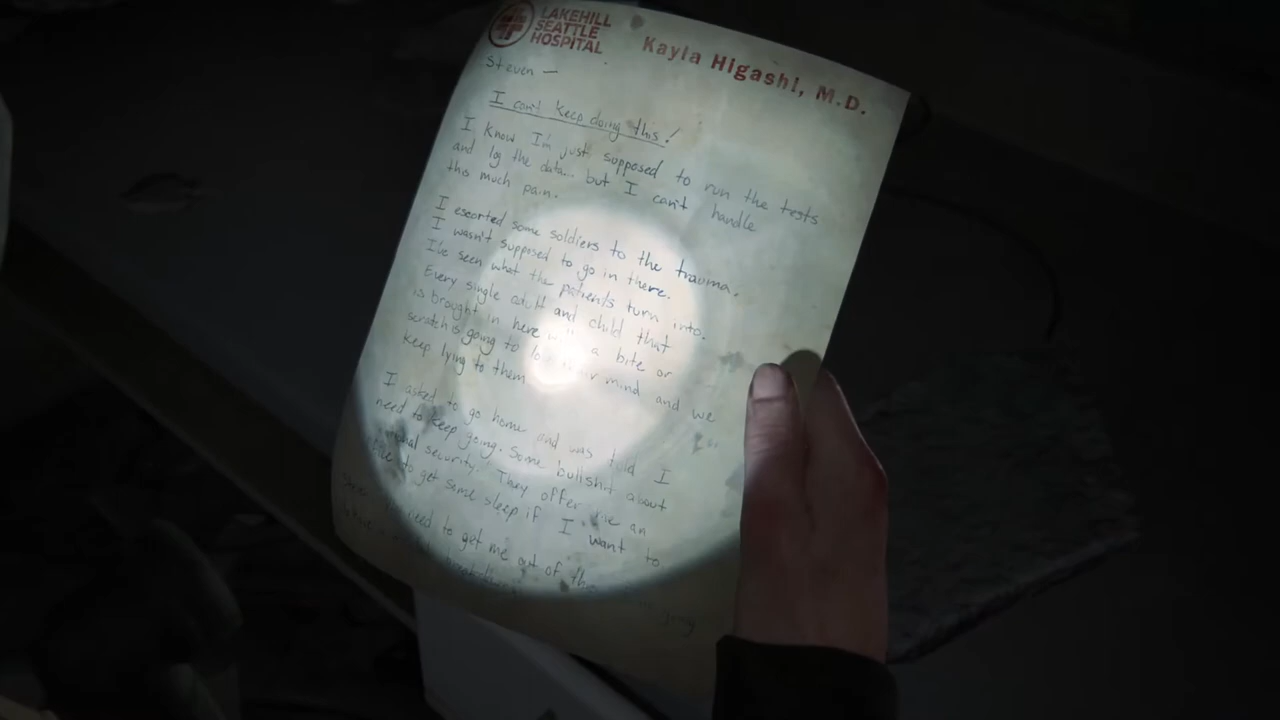 LAKEHILL
SEATTLE
HOSPITAL
Kayla Higashi, M.D.
Steven —
I can't keep doing this!
I know I'm just supposed to run the tests
and log the data... but I can't handle
this much pain.
I escorted some soldiers to the trauma.
I wasn't supposed to go in there.
I've seen what the patients turn into.
Every single adult and child that
is brought in here a bite or
scratch is going to mind and we
keep lying to them
I asked to go home and was told I
need to keep going. Some bullshit about
security." They offer me an
to get some sleep if I want to.
need to get me out of this